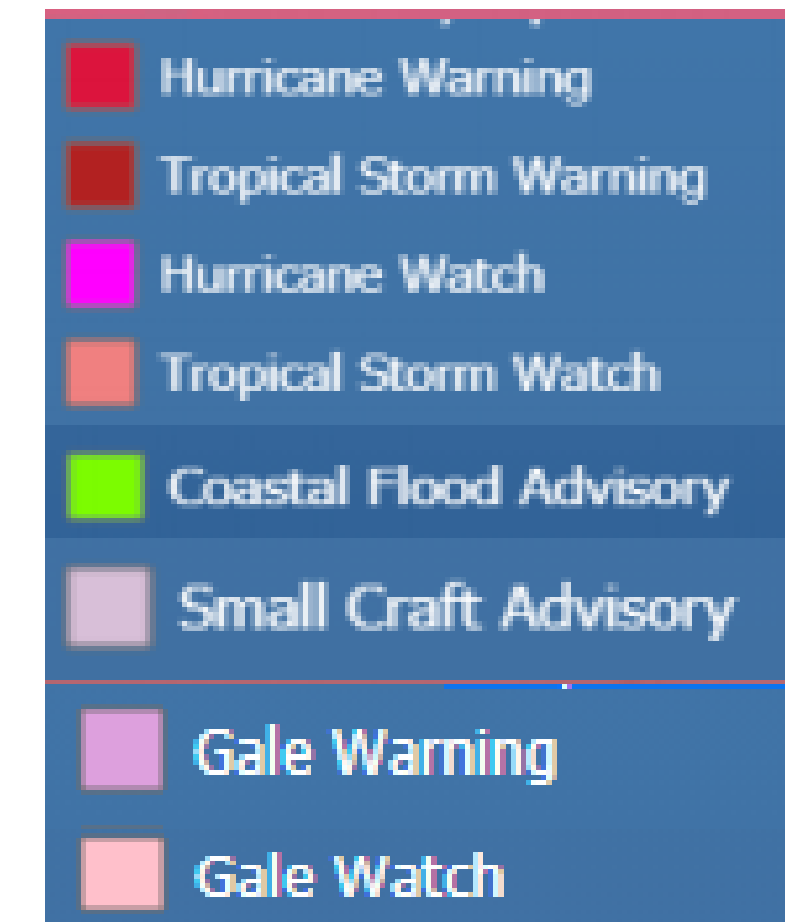 Hurricane Warning
Tropical Storm Warning
Hurricane Watch
Tropical Storm Watch
Coastal Flood Advisory
Small Craft Advisory
Gale Warning
Gale Watch